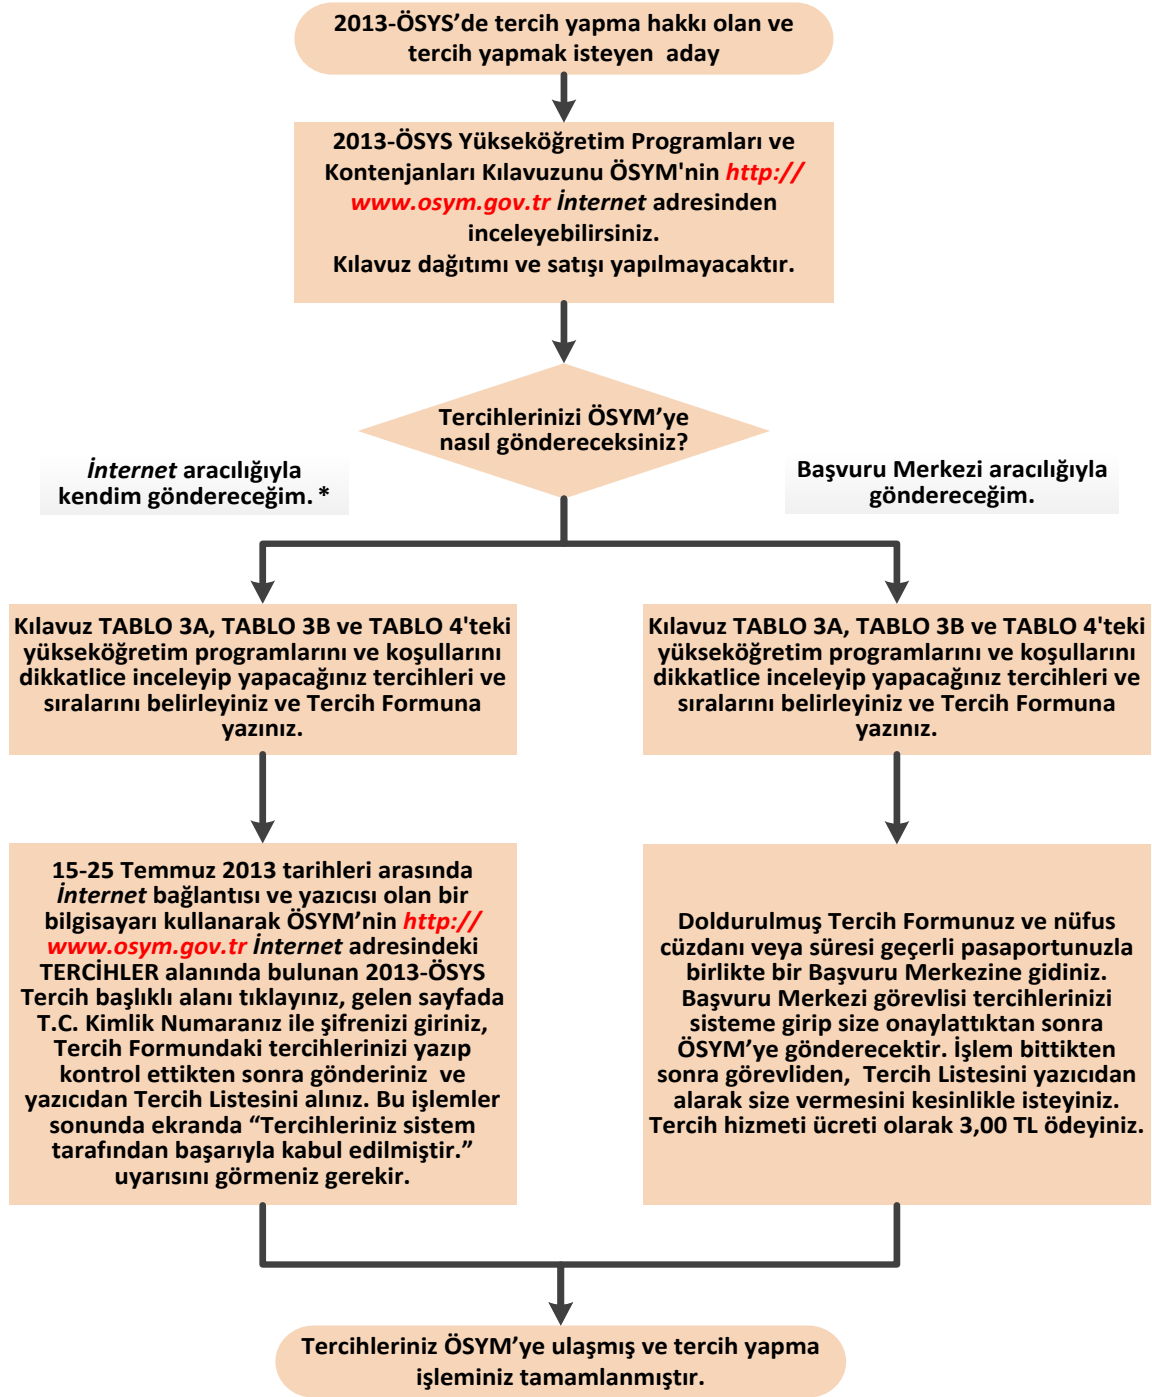 2013-ÖSYS’de tercih yapma hakkı olan ve
tercih yapmak isteyen aday
2013-ÖSYS Yükseköğretim Programları ve
Kontenjanları Kılavuzunu ÖSYM'nin http://
www.osym.gov.tr İnternet adresinden
inceleyebilirsiniz.
Kılavuz dağıtımı ve satışı yapılmayacaktır.
Tercihlerinizi ÖSYM’ye
nasıl göndereceksiniz?
İnternet aracılığıyla
kendim göndereceğim. *
Başvuru Merkezi aracılığıyla
göndereceğim.
Kılavuz TABLO 3A, TABLO 3B ve TABLO 4'teki
yükseköğretim programlarını ve koşullarını
dikkatlice inceleyip yapacağınız tercihleri ve
sıralarını belirleyiniz ve Tercih Formuna
yazınız.
Kılavuz TABLO 3A, TABLO 3B ve TABLO 4'teki
yükseköğretim programlarını ve koşullarını
dikkatlice inceleyip yapacağınız tercihleri ve
sıralarını belirleyiniz ve Tercih Formuna
yazınız.
15-25 Temmuz 2013 tarihleri arasında
İnternet bağlantısı ve yazıcısı olan bir
bilgisayarı kullanarak ÖSYM’nin http://
www.osym.gov.tr İnternet adresindeki
TERCİHLER alanında bulunan 2013-ÖSYS
Tercih başlıklı alanı tıklayınız, gelen sayfada
T.C. Kimlik Numaranız ile şifrenizi giriniz,
Tercih Formundaki tercihlerinizi yazıp
kontrol ettikten sonra gönderiniz ve
yazıcıdan Tercih Listesini alınız. Bu işlemler
sonunda ekranda “Tercihleriniz sistem
tarafından başarıyla kabul edilmiştir.”
uyarısını görmeniz gerekir.
Doldurulmuş Tercih Formunuz ve nüfus
cüzdanı veya süresi geçerli pasaportunuzla
birlikte bir Başvuru Merkezine gidiniz.
Başvuru Merkezi görevlisi tercihlerinizi
sisteme girip size onaylattıktan sonra
ÖSYM’ye gönderecektir. İşlem bittikten
sonra görevliden, Tercih Listesini yazıcıdan
alarak size vermesini kesinlikle isteyiniz.
Tercih hizmeti ücreti olarak 3,00 TL ödeyiniz.
Tercihleriniz ÖSYM’ye ulaşmış ve tercih yapma
işleminiz tamamlanmıştır.